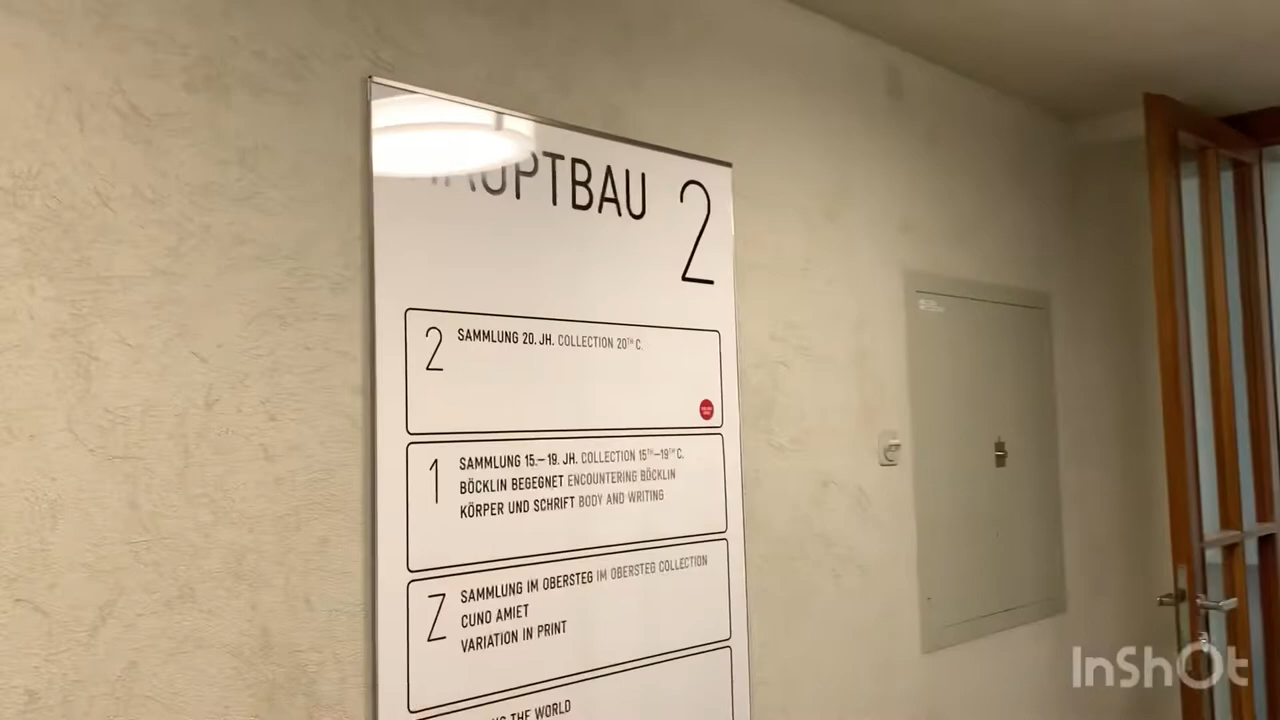 HAUPTBAU 2
2 SAMMLUNG 20. JH. COLLECTION 20TH C.
1 SAMMLUNG 15.–19. JH. COLLECTION 15TH–19TH C.
BÖCKLIN BEGEGNET ENCOUNTERING BÖCKLIN
KÖRPER UND SCHRIFT BODY AND WRITING
Z SAMMLUNG IM OBERSTEG IM OBERSTEG COLLECTION
CUNO AMIET
VARIATION IN PRINT
THE WORLD
InShOt